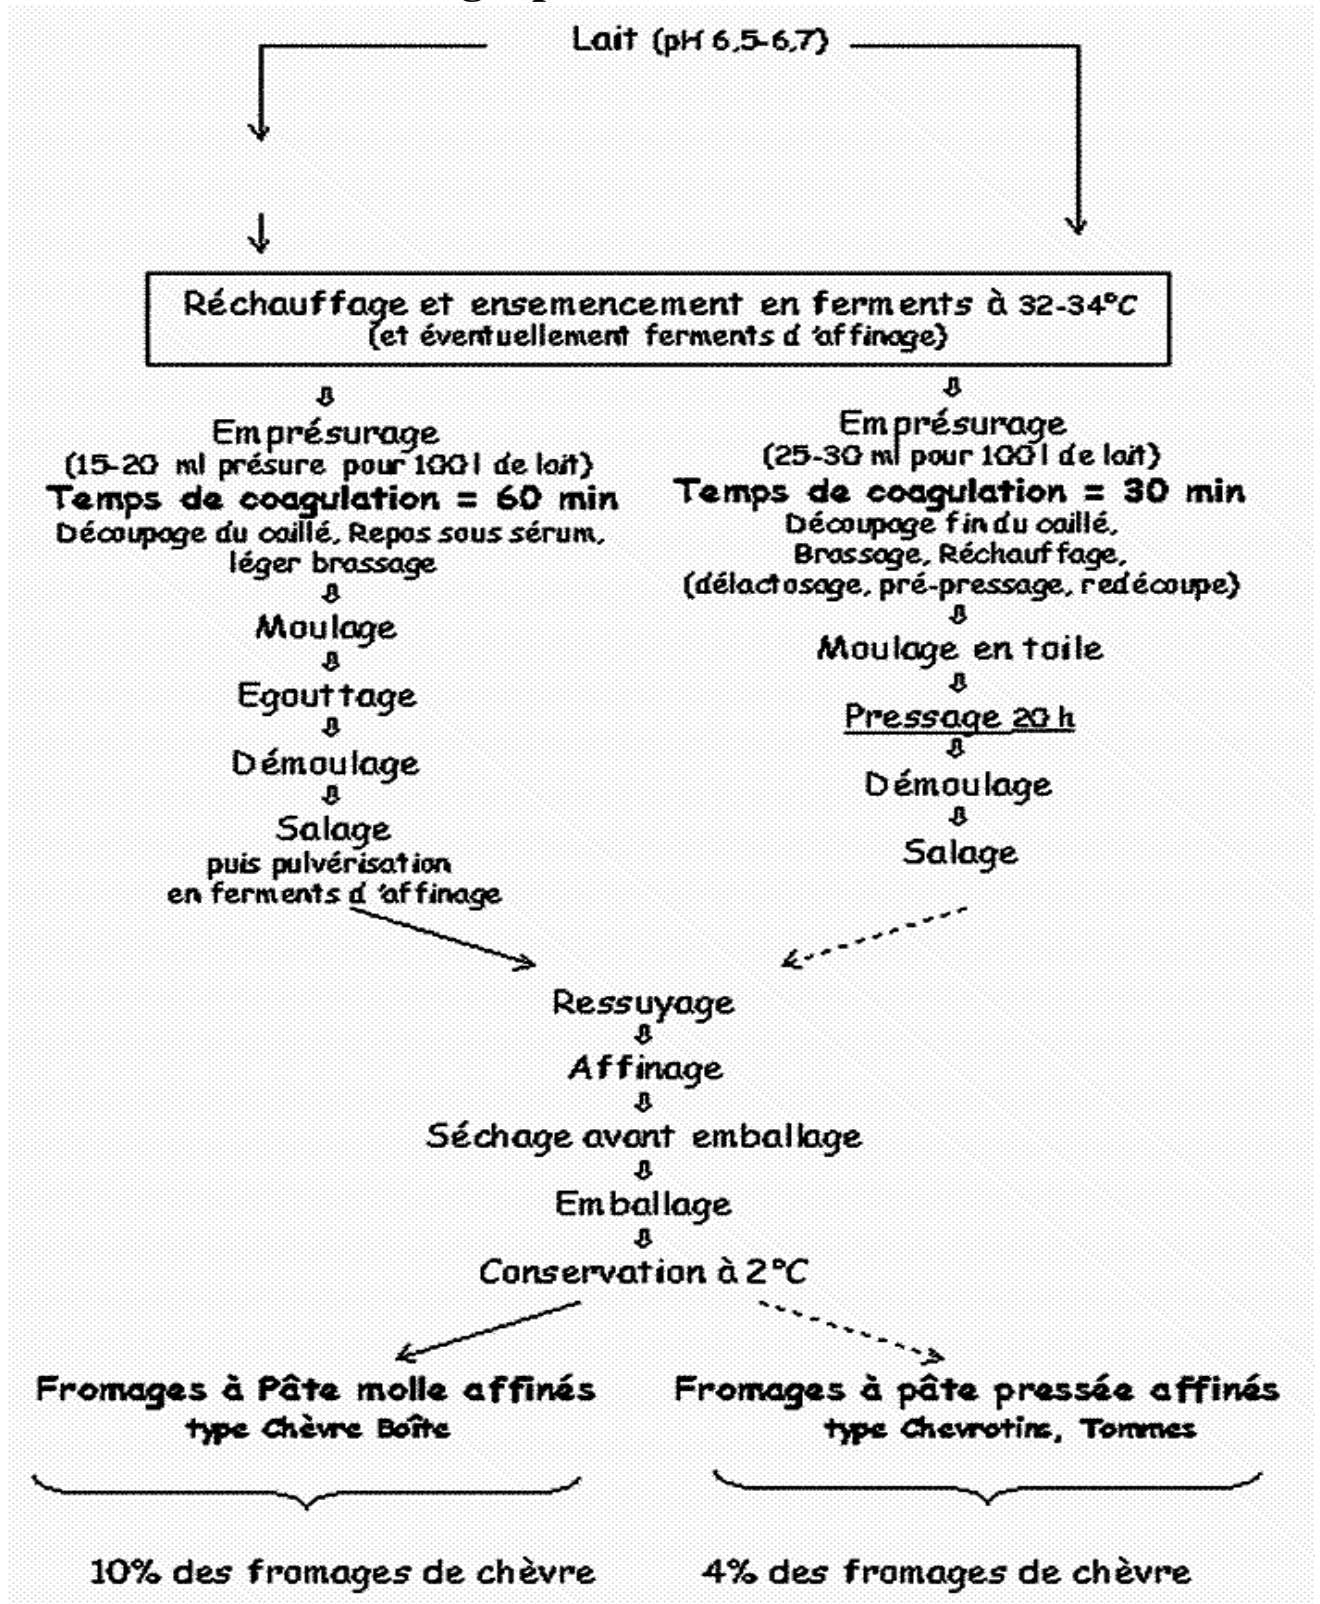 Lait (pH 6,5-6,7)
Réchauffage et ensemencement en ferments à 32-34°C
(et éventuellement ferments d 'affinage)
Emprésurage
(15-20 ml présure pour 100 l de lait)
Temps de coagulation = 60 min
Découpage du caillé, Repos sous sérum,
léger brassage
Moulage
Egouttage
Démoulage
Salage
puis pulvérisation
en ferments d 'affinage
Emprésurage
(25-30 ml pour 100 l de lait)
Temps de coagulation = 30 min
Découpage fin du caillé,
Brassage, Réchauffage,
(délactosage, pré-pressage, redécoupe)
Moulage en toile
Pressage 20 h
Démoulage
Salage
Ressuyage
Affinage
Séchage avant emballage
Emballage
Conservation à 2°C
Fromages à Pâte molle affinés
type Chèvre Boîte
10% des fromages de chèvre
Fromages à pâte pressée affinés
type Chevrotins, Tommes
4% des fromages de chèvre